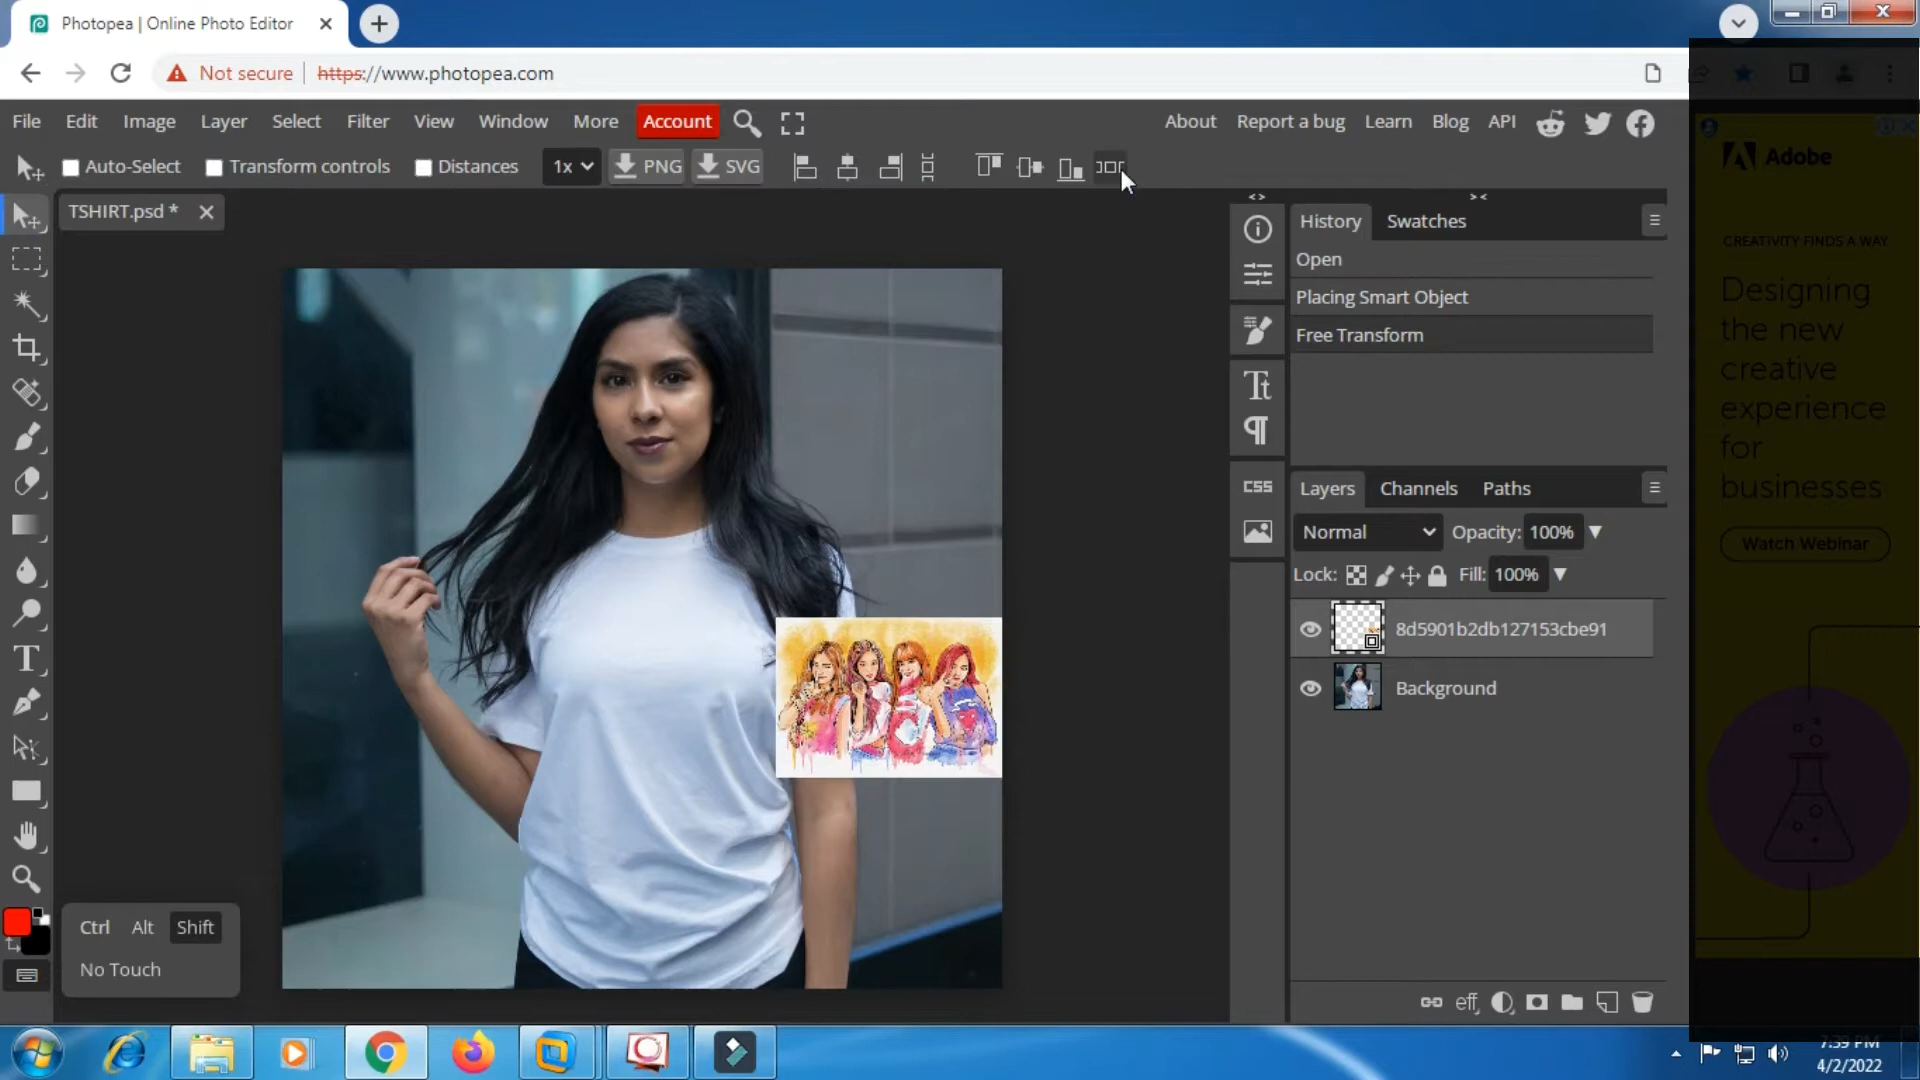 Photopea | Online Photo Editor
Not secure
https://www.photopea.com
File Edit Image Layer Select Filter View Window More Account
About Report a bug Learn Blog API
Auto-Select Transform controls Distances 1x PNG SVG
TSHIRT.psd *
History Swatches
Open
Placing Smart Object
Free Transform
CSS
Layers Channels Paths
Normal Opacity: 100%
Lock: Fill: 100%
8d5901b2db127153cbe91
Background
eff
Ctrl Alt Shift
No Touch
Adobe
CREATIVITY FINDS A WAY
Designing
the new
creative
experience
for
businesses
Watch Webinar
7:39 PM
4/2/2022